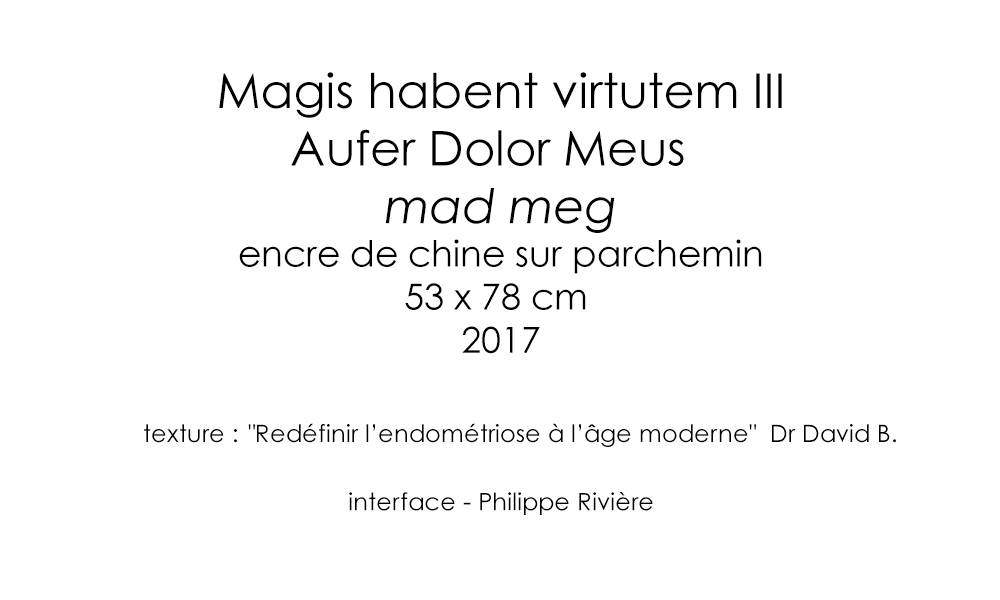 Magis habent virtutem III
Aufer Dolor Meus
mad meg
encre de chine sur parchemin
53 x 78 cm
2017
texture : "Redéfinir l’endométriose à l’âge moderne" Dr David B.
interface - Philippe Rivière